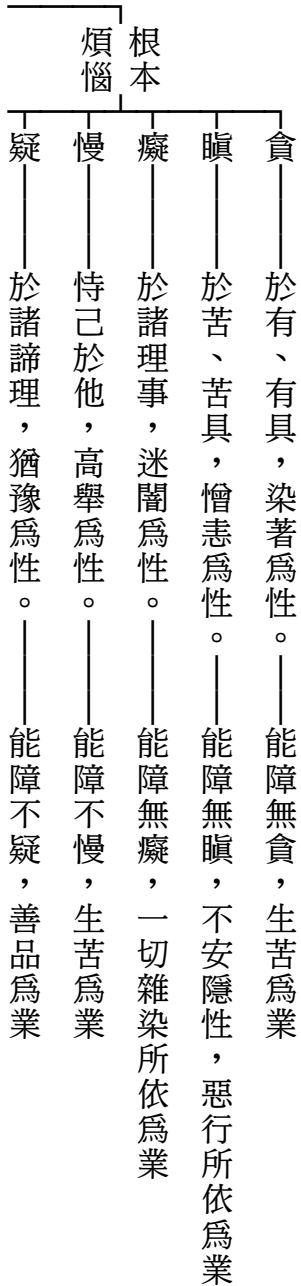 根本
煩惱
貪　於有、有具，染著爲性。　能障無貪，生苦爲業
瞋　於苦、苦具，憎恚爲性。　能障無瞋，不安隱性，惡行所依爲業
癡　於諸理事，迷闇爲性。　能障無癡，一切雜染所依爲業
慢　恃己於他，高舉爲性。　能障不慢，生苦爲業
疑　於諸諦理，猶豫爲性。　能障不疑，善品爲業